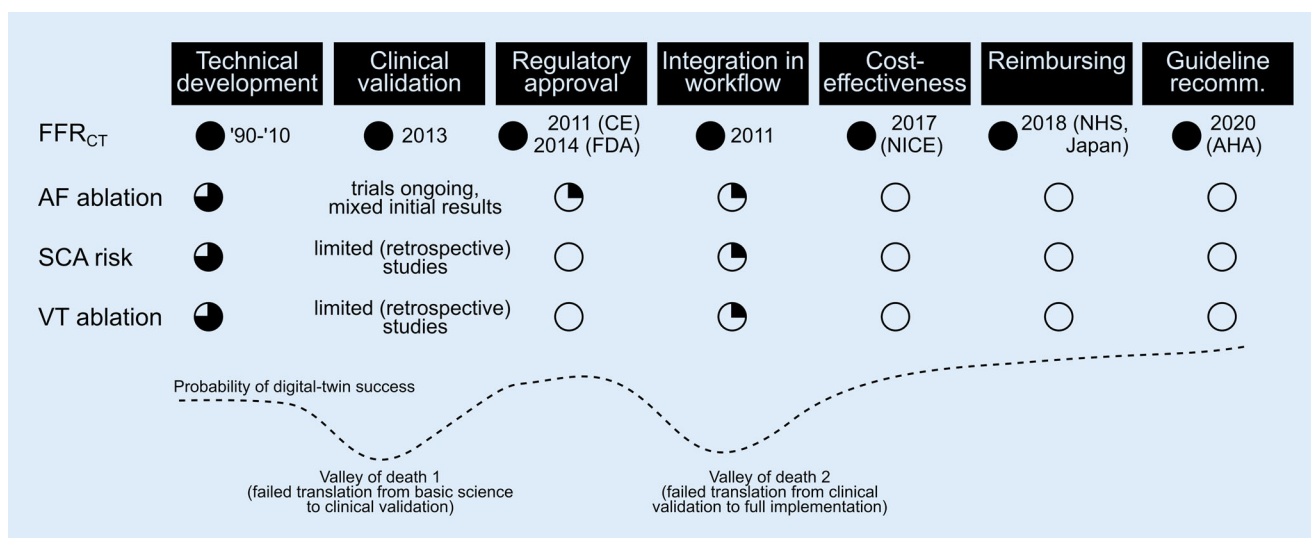 Technical development
Clinical validation
Regulatory approval
Integration in workflow
Cost-effectiveness
Reimbursing
Guideline recomm.
FFRCT
'90-'10
2013
2011 (CE)
2014 (FDA)
2011
2017
(NICE)
2018 (NHS,
Japan)
2020
(AHA)
AF ablation
trials ongoing,
mixed initial results
SCA risk
limited (retrospective)
studies
VT ablation
limited (retrospective)
studies
Probability of digital-twin success
Valley of death 1
(failed translation from basic science
to clinical validation)
Valley of death 2
(failed translation from clinical
validation to full implementation)